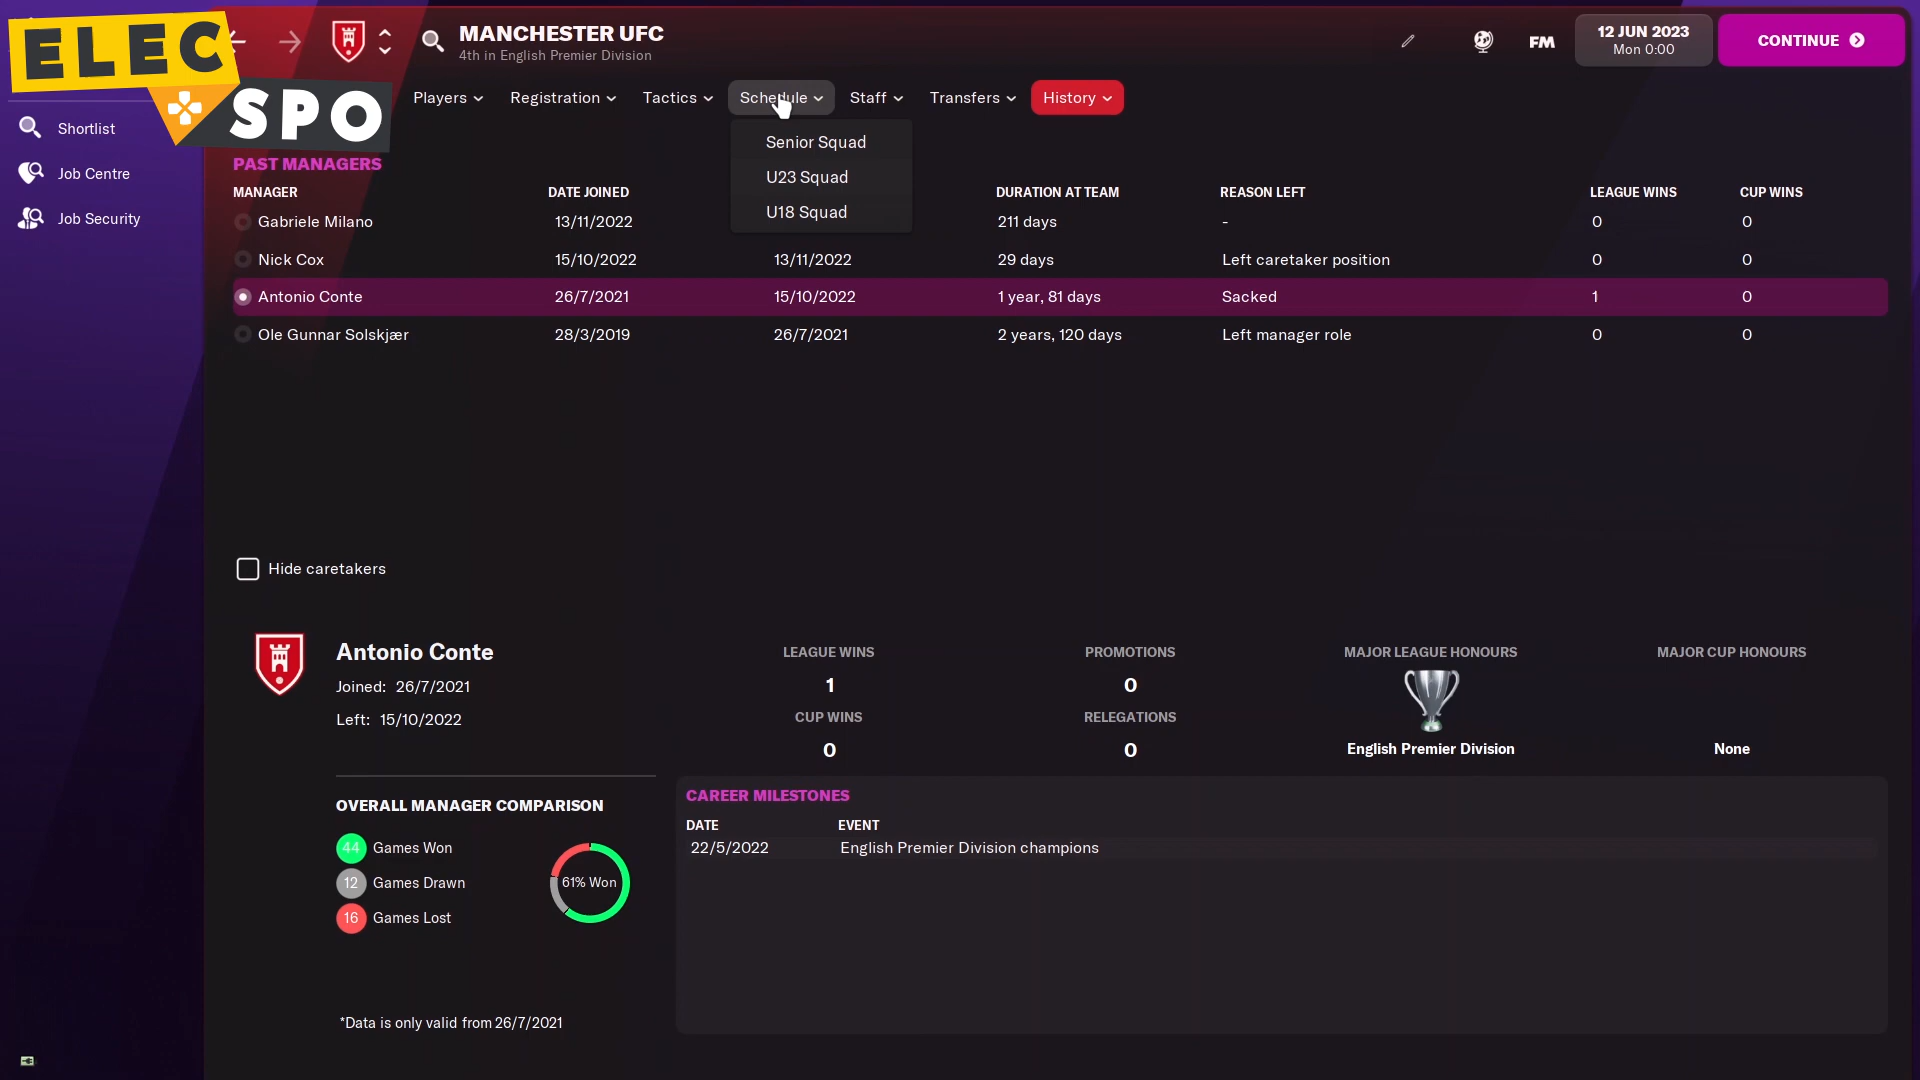 ELEC
SPO
MANCHESTER UFC
4th in English Premier Division
FM
12 JUN 2023
Mon 0:00
CONTINUE
Players
Registration
Tactics
Schedule
Staff
Transfers
History
Shortlist
Job Centre
Job Security
Senior Squad
U23 Squad
U18 Squad
PAST MANAGERS
MANAGER DATE JOINED DURATION AT TEAM REASON LEFT LEAGUE WINS CUP WINS
Gabriele Milano 13/11/2022 211 days - 0 0
Nick Cox 15/10/2022 13/11/2022 29 days Left caretaker position 0 0
Antonio Conte 26/7/2021 15/10/2022 1 year, 81 days Sacked 1 0
Ole Gunnar Solskjær 28/3/2019 26/7/2021 2 years, 120 days Left manager role 0 0
Hide caretakers
Antonio Conte
Joined: 26/7/2021
Left: 15/10/2022
LEAGUE WINS
1
CUP WINS
0
PROMOTIONS
0
RELEGATIONS
0
MAJOR LEAGUE HONOURS
English Premier Division
MAJOR CUP HONOURS
None
OVERALL MANAGER COMPARISON
44 Games Won
12 Games Drawn
16 Games Lost
61% Won
*Data is only valid from 26/7/2021
CAREER MILESTONES
DATE EVENT
22/5/2022 English Premier Division champions